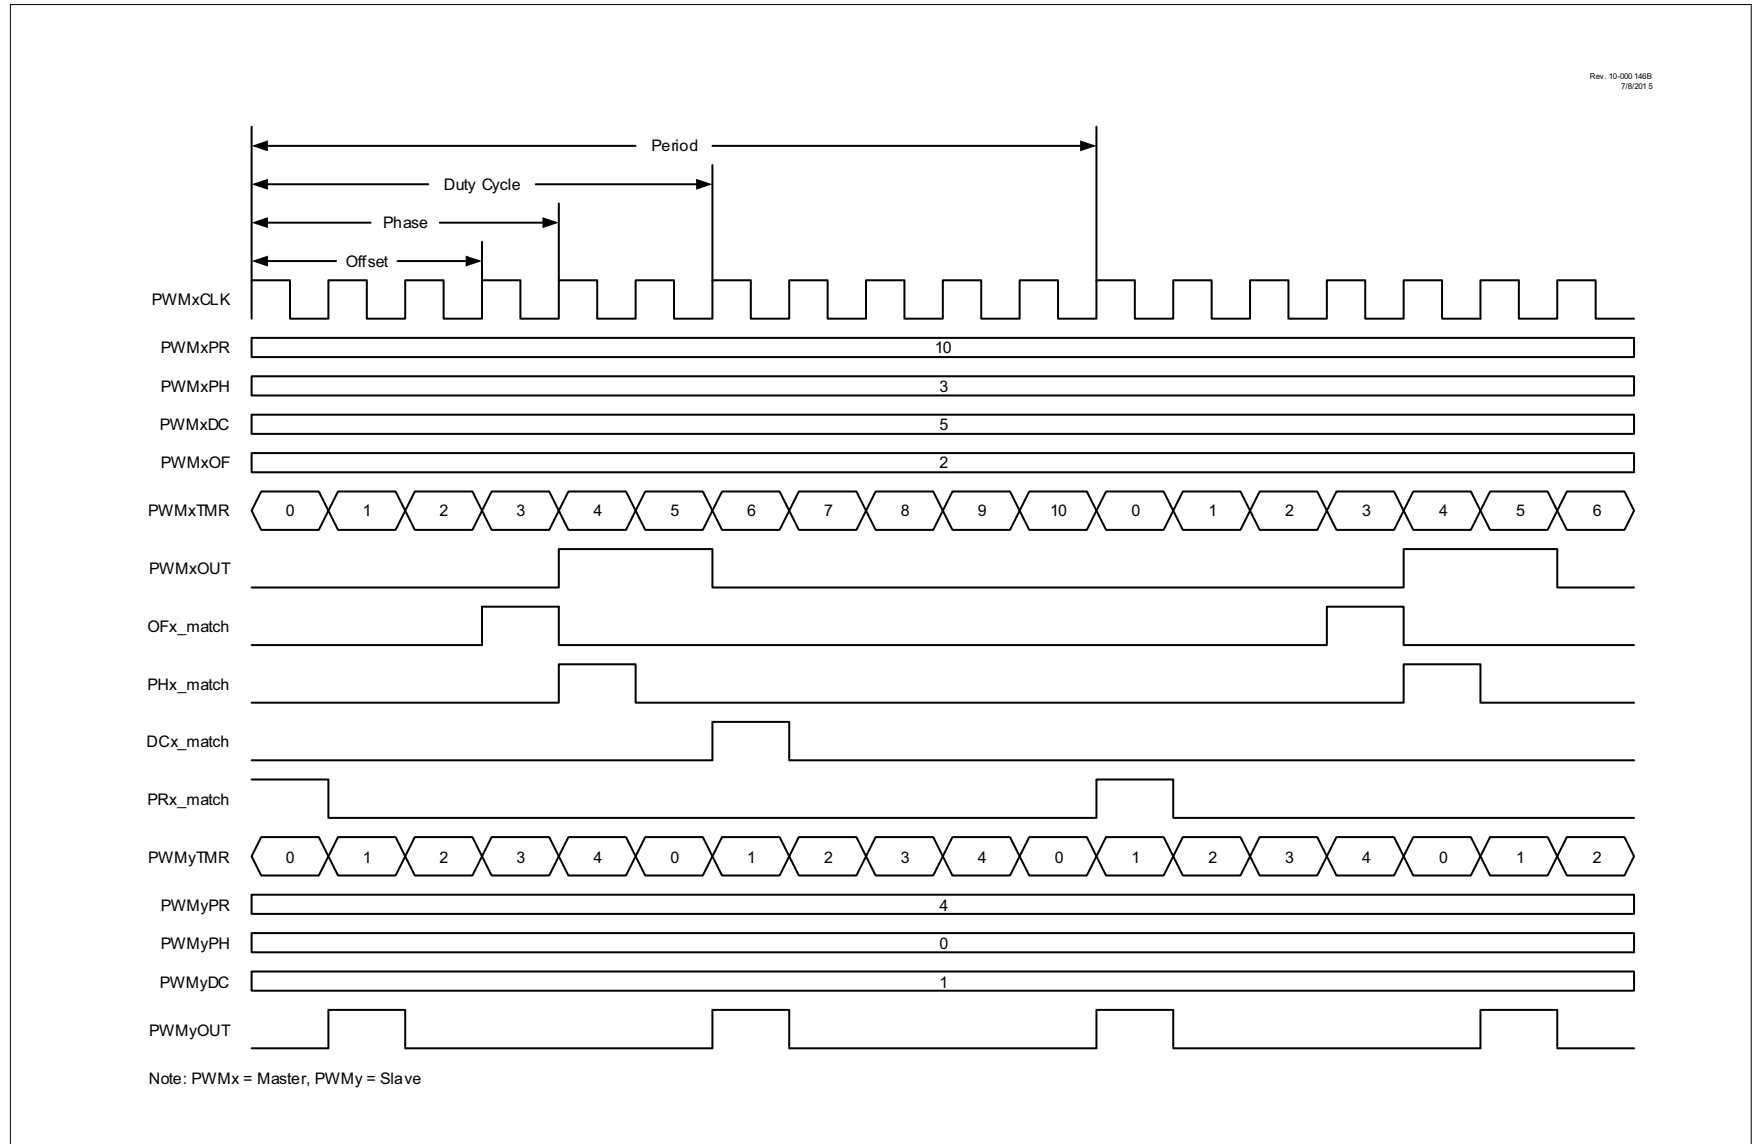 Rev. 10-000 146B
7/8/201 5
Period
Duty Cycle
Phase
Offset
PWMxCLK
PWMxPR 10
PWMxPH 3
PWMxDC 5
PWMxOF 2
PWMxTMR 0 1 2 3 4 5 6 7 8 9 10 0 1 2 3 4 5 6
PWMxOUT
OFx_match
PHx_match
DCx_match
PRx_match
PWMyTMR 0 1 2 3 4 0 1 2 3 4 0 1 2 3 4 0 1 2
PWMyPR 4
PWMyPH 0
PWMyDC 1
PWMyOUT
Note: PWMx = Master, PWMy = Slave